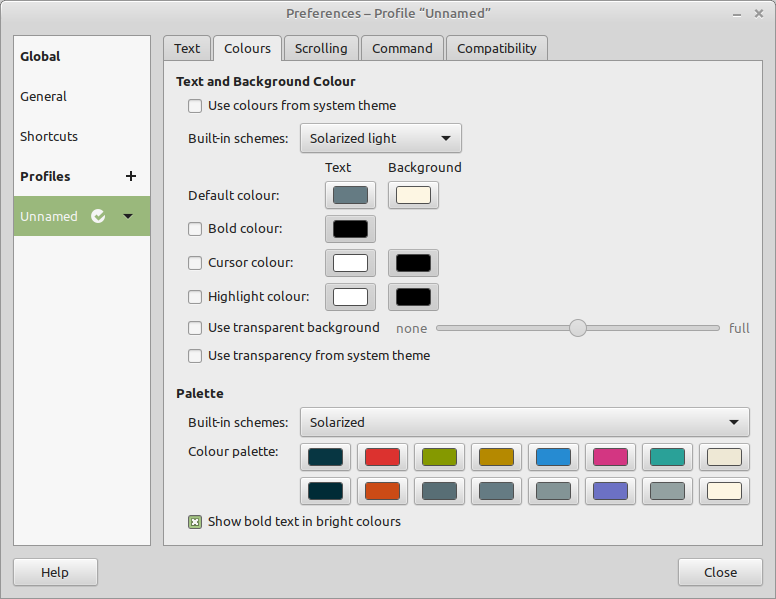 Preferences – Profile “Unnamed”
Global
General
Shortcuts
Profiles +
Unnamed
Text Colours Scrolling Command Compatibility
Text and Background Colour
Use colours from system theme
Built-in schemes: Solarized light
Text Background
Default colour:
Bold colour:
Cursor colour:
Highlight colour:
Use transparent background none full
Use transparency from system theme
Palette
Built-in schemes: Solarized
Colour palette:
Show bold text in bright colours
Help Close